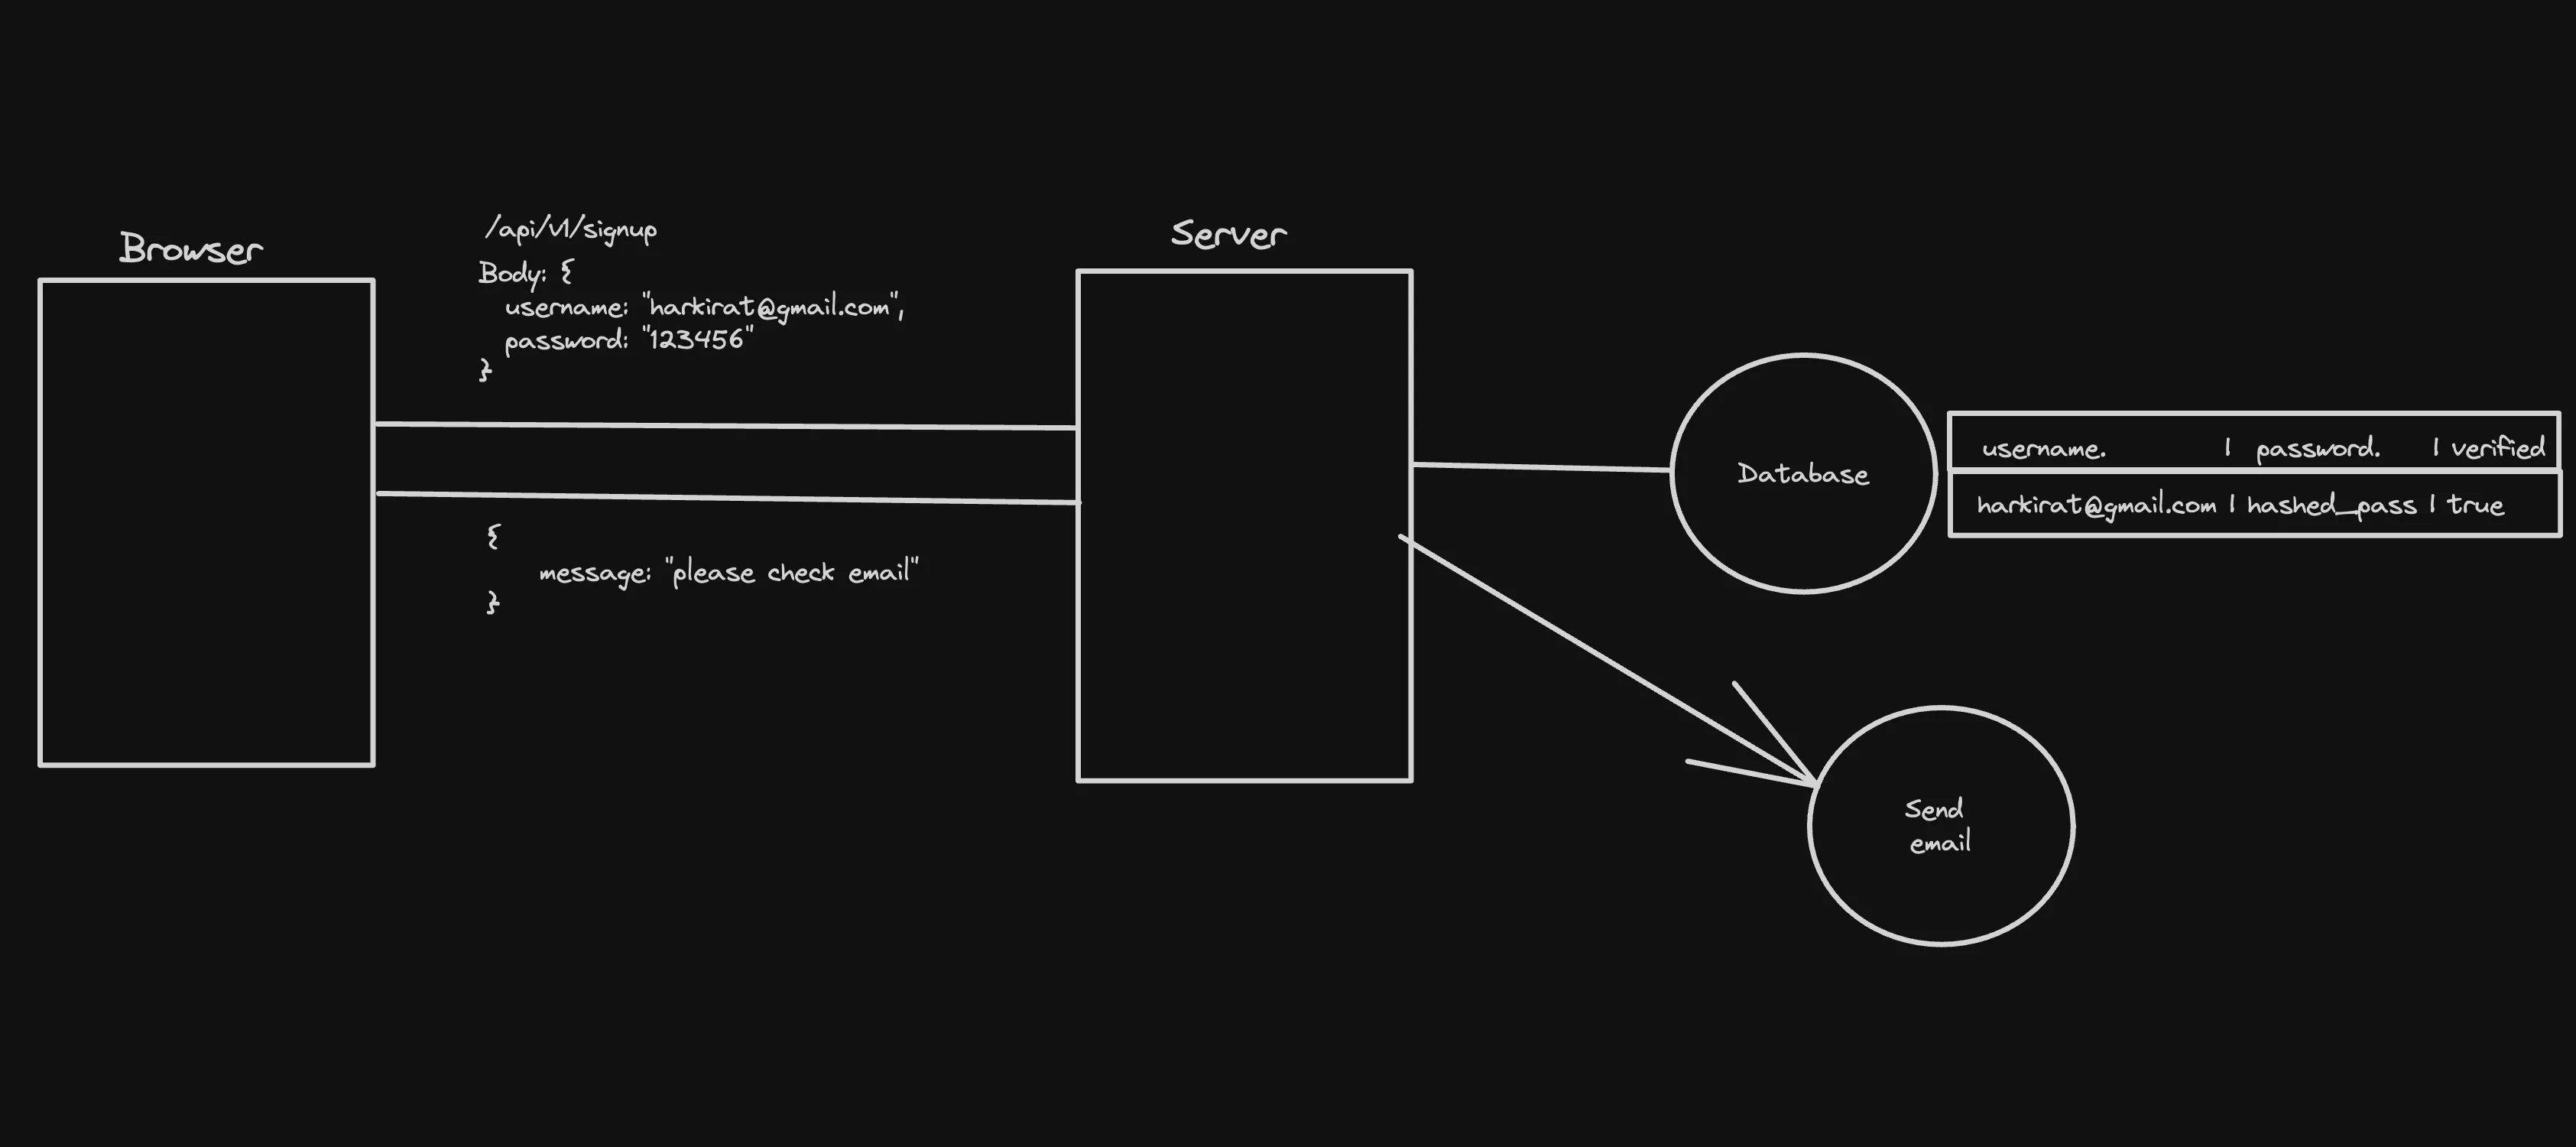 Browser
/api/v1/signup
Body: {
username: "harkirat@gmail.com",
password: "123456"
}
{
message: "please check email"
}
Server
Database
username. | password. | verified
harkirat@gmail.com | hashed_pass | true
Send
email